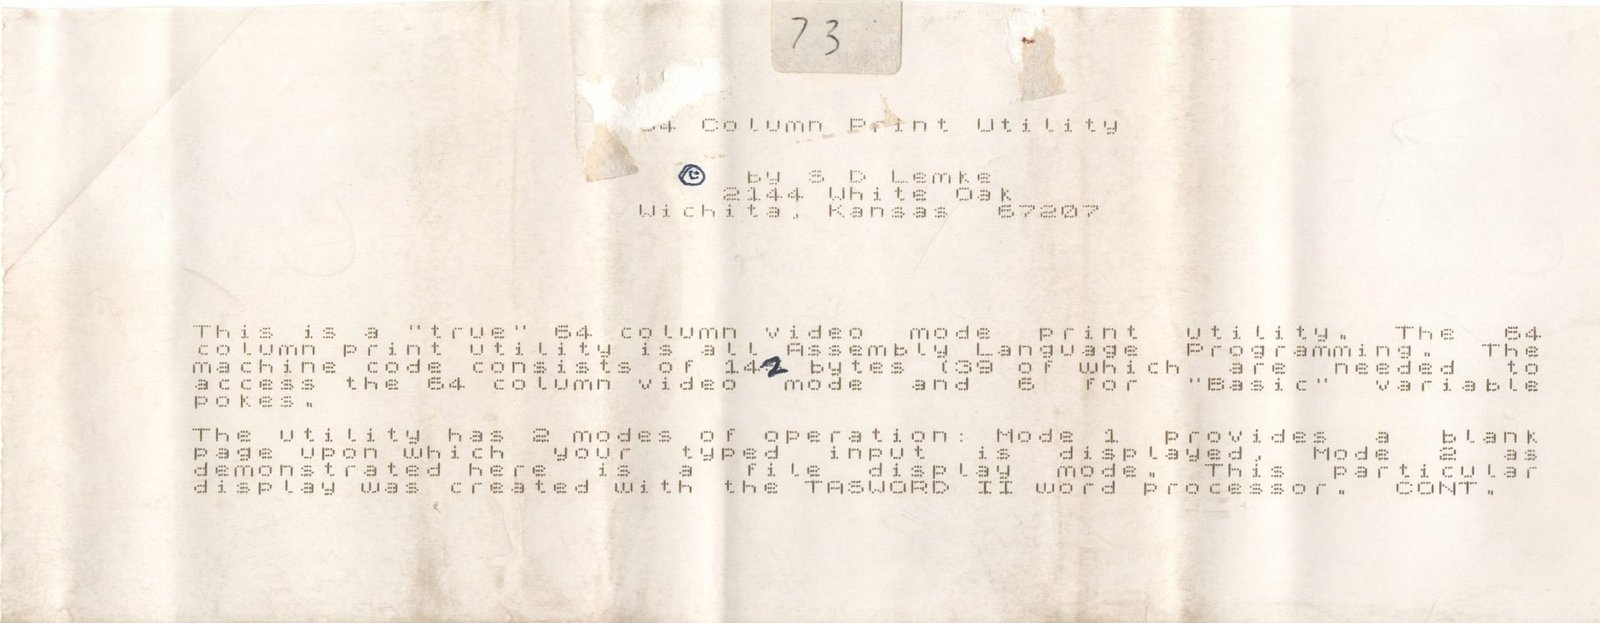 73
64 Column Print Utility
© by S D Lemke
2144 White Oak
Wichita, Kansas 67207
This is a "true" 64 column video mode print utility. The 64
column print utility is all Assembly Language Programming. The
machine code consists of 142 bytes (39 of which are needed to
access the 64 column video mode and 6 for "Basic" variable
pokes.
The utility has 2 modes of operation: Mode 1 provides a blank
page upon which your typed input is displayed, Mode 2 as
demonstrated here is a file display mode. This particular
display was created with the TASWORD II word processor. CONT.